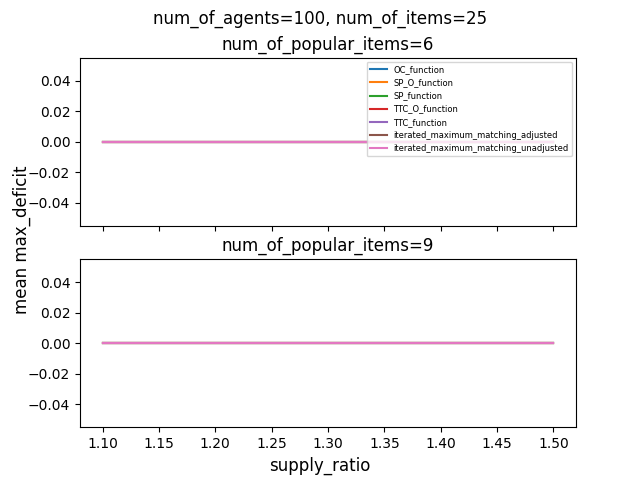 num_of_agents=100, num_of_items=25
num_of_popular_items=6
0.04
0.02
0.00
−0.02
−0.04
OC_function
SP_O_function
SP_function
TTC_O_function
TTC_function
iterated_maximum_matching_adjusted
iterated_maximum_matching_unadjusted
mean max_deficit
num_of_popular_items=9
0.04
0.02
0.00
−0.02
−0.04
1.10 1.15 1.20 1.25 1.30 1.35 1.40 1.45 1.50
supply_ratio